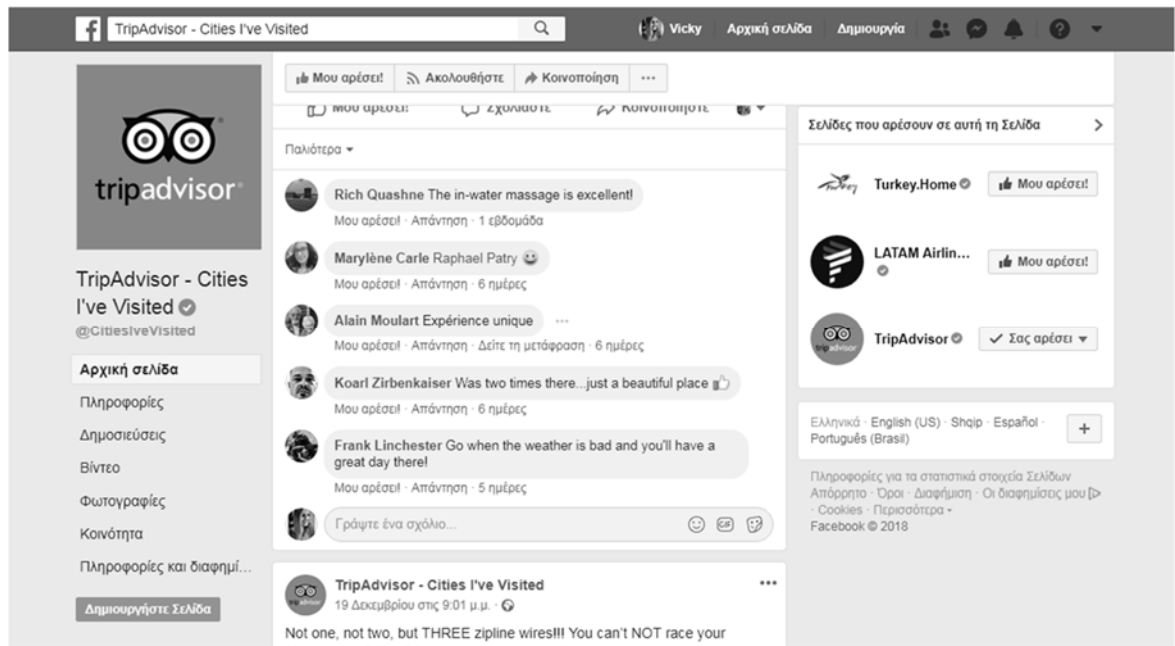 TripAdvisor - Cities I've Visited
Vicky
Αρχική σελίδα
Δημιουργία
tripadvisor
TripAdvisor - Cities
I've Visited
@CitiesIveVisited
Αρχική σελίδα
Πληροφορίες
Δημοσιεύσεις
Βίντεο
Φωτογραφίες
Κοινότητα
Πληροφορίες και διαφημί...
Δημιουργήστε Σελίδα
Μου αρέσει! Ακολουθήστε Κοινοποίηση ...
Μου αρέσει! Σχολιάστε Κοινοποιήστε
Παλιότερα
Rich Quashne The in-water massage is excellent!
Μου αρέσει! · Απάντηση · 1 εβδομάδα
Marylène Carle Raphael Patry
Μου αρέσει! · Απάντηση · 6 ημέρες
Alain Moulart Expérience unique ...
Μου αρέσει! · Απάντηση · Δείτε τη μετάφραση · 6 ημέρες
Koarl Zirbenkaiser Was two times there...just a beautiful place
Μου αρέσει! · Απάντηση · 6 ημέρες
Frank Linchester Go when the weather is bad and you'll have a
great day there!
Μου αρέσει! · Απάντηση · 5 ημέρες
Γράψτε ένα σχόλιο...
GIF
TripAdvisor - Cities I've Visited
19 Δεκεμβρίου στις 9:01 μ.μ. ·
Not one, not two, but THREE zipline wires!!! You can't NOT race your
Σελίδες που αρέσουν σε αυτή τη Σελίδα
Turkey.Home Μου αρέσει!
LATAM Airlin... Μου αρέσει!
TripAdvisor Σας αρέσει
Ελληνικά · English (US) · Shqip · Español ·
Português (Brasil)
+
Πληροφορίες για τα στατιστικά στοιχεία Σελίδων
Απόρρητο · Όροι · Διαφήμιση · Οι διαφημίσεις μου
· Cookies · Περισσότερα
Facebook © 2018